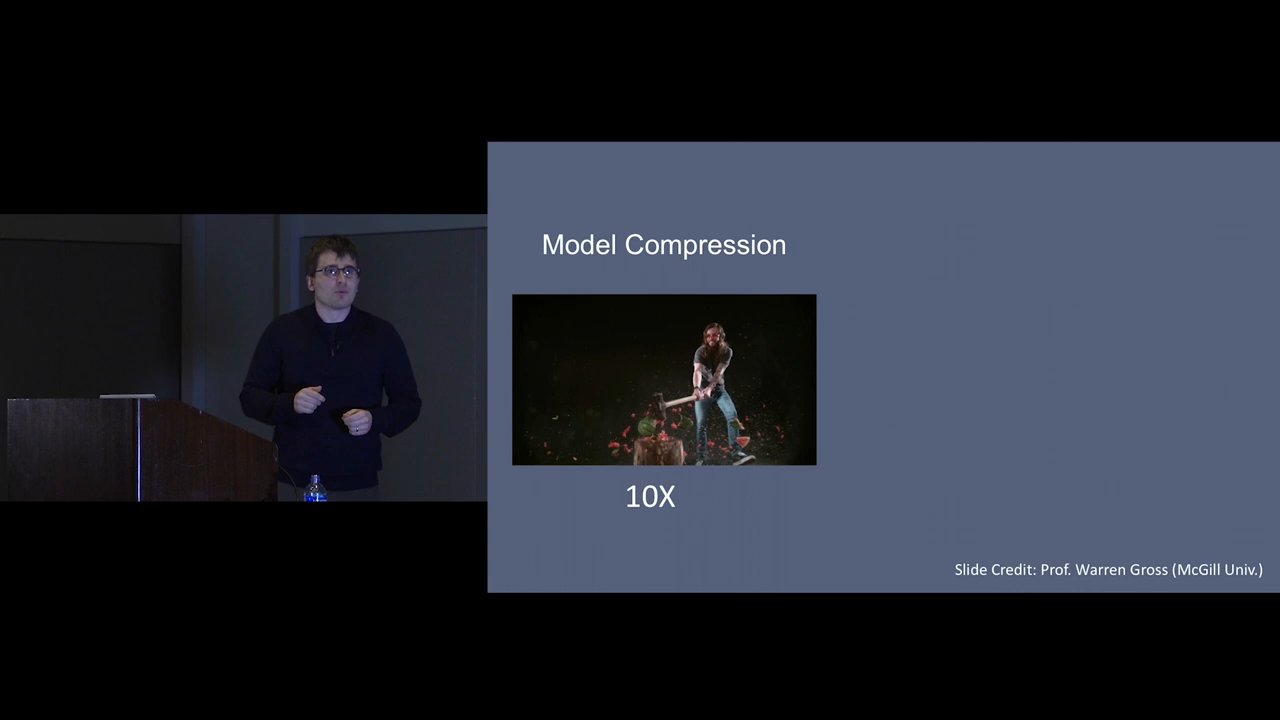 Model Compression
10X
Slide Credit: Prof. Warren Gross (McGill Univ.)